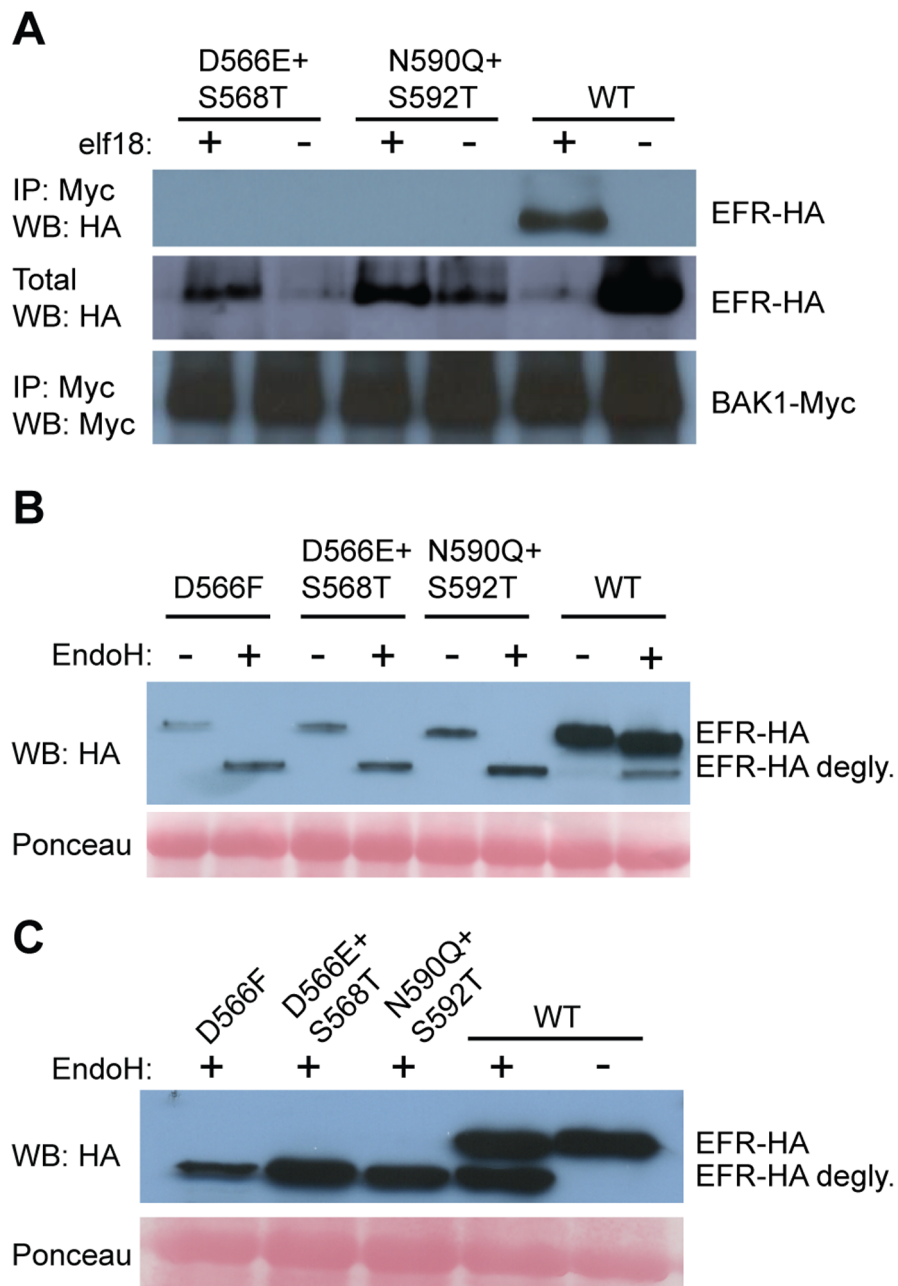 A
D566E+ N590Q+
S568T S592T WT
elf18: + - + - + -
IP: Myc
WB: HA EFR-HA
Total
WB: HA EFR-HA
IP: Myc
WB: Myc BAK1-Myc
B
D566F D566E+ S568T N590Q+ S592T WT
EndoH: - + - + - + - +
WB: HA EFR-HA
EFR-HA degly.
Ponceau
C
D566F D566E+ S568T N590Q+ S592T WT
EndoH: + + + + -
WB: HA EFR-HA
EFR-HA degly.
Ponceau